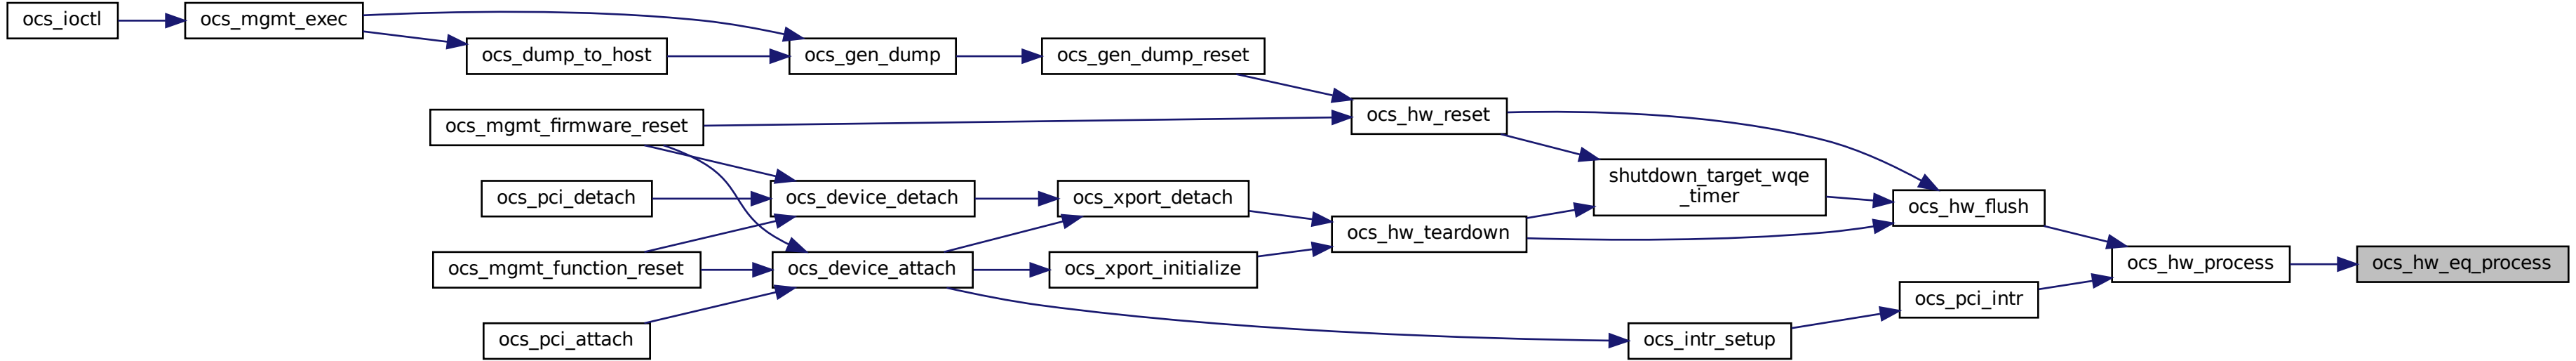 ocs_ioctl
ocs_mgmt_exec
ocs_dump_to_host
ocs_gen_dump
ocs_gen_dump_reset
ocs_mgmt_firmware_reset
ocs_hw_reset
ocs_pci_detach
ocs_device_detach
ocs_xport_detach
shutdown_target_wqe
_timer
ocs_hw_flush
ocs_hw_teardown
ocs_mgmt_function_reset
ocs_device_attach
ocs_xport_initialize
ocs_hw_process
ocs_hw_eq_process
ocs_pci_intr
ocs_pci_attach
ocs_intr_setup